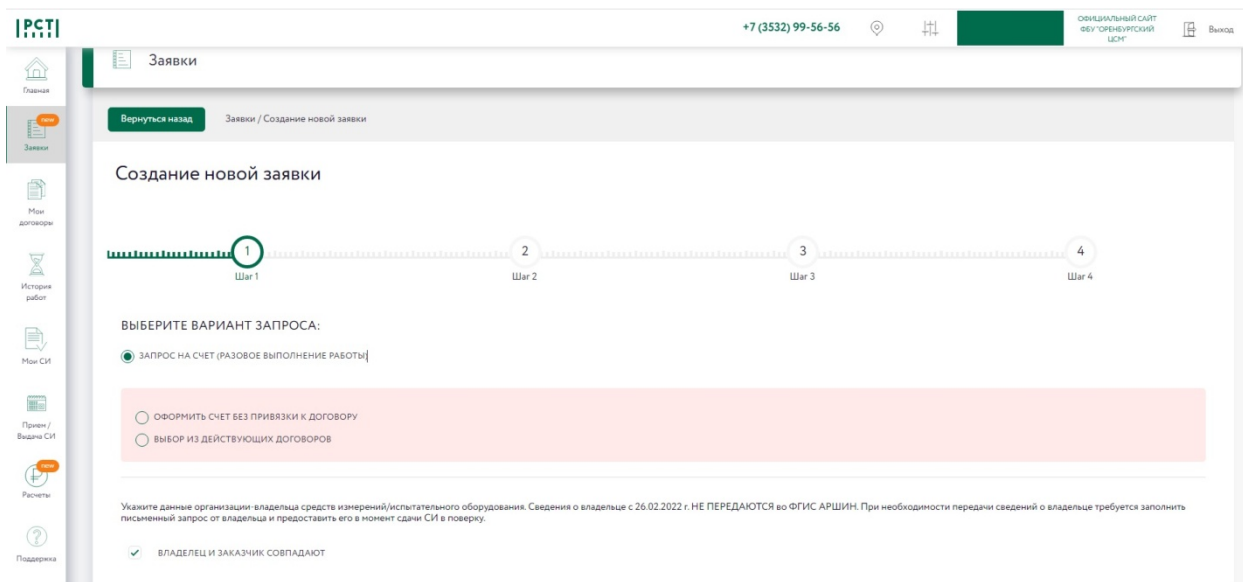 РСТ
+7 (3532) 99-56-56
ОФИЦИАЛЬНЫЙ САЙТ
ФБУ "ОРЕНБУРГСКИЙ
ЦСМ"
Выход
Заявки
Главная
Вернуться назад
Заявки / Создание новой заявки
new
Заявки
Создание новой заявки
Мои
договоры
1
2
3
4
Шаг 1
Шаг 2
Шаг 3
Шаг 4
История
работ
ВЫБЕРИТЕ ВАРИАНТ ЗАПРОСА:
ЗАПРОС НА СЧЕТ (РАЗОВОЕ ВЫПОЛНЕНИЕ РАБОТЫ)
Мои СИ
ОФОРМИТЬ СЧЕТ БЕЗ ПРИВЯЗКИ К ДОГОВОРУ
ВЫБОР ИЗ ДЕЙСТВУЮЩИХ ДОГОВОРОВ
Прием /
Выдача СИ
new
Расчеты
Укажите данные организации-владельца средств измерений/испытательного оборудования. Сведения о владельце с 26.02.2022 г. НЕ ПЕРЕДАЮТСЯ во ФГИС АРШИН. При необходимости передачи сведений о владельце требуется заполнить
письменный запрос от владельца и предоставить его в момент сдачи СИ в поверку.
ВЛАДЕЛЕЦ И ЗАКАЗЧИК СОВПАДАЮТ
?
Поддержка